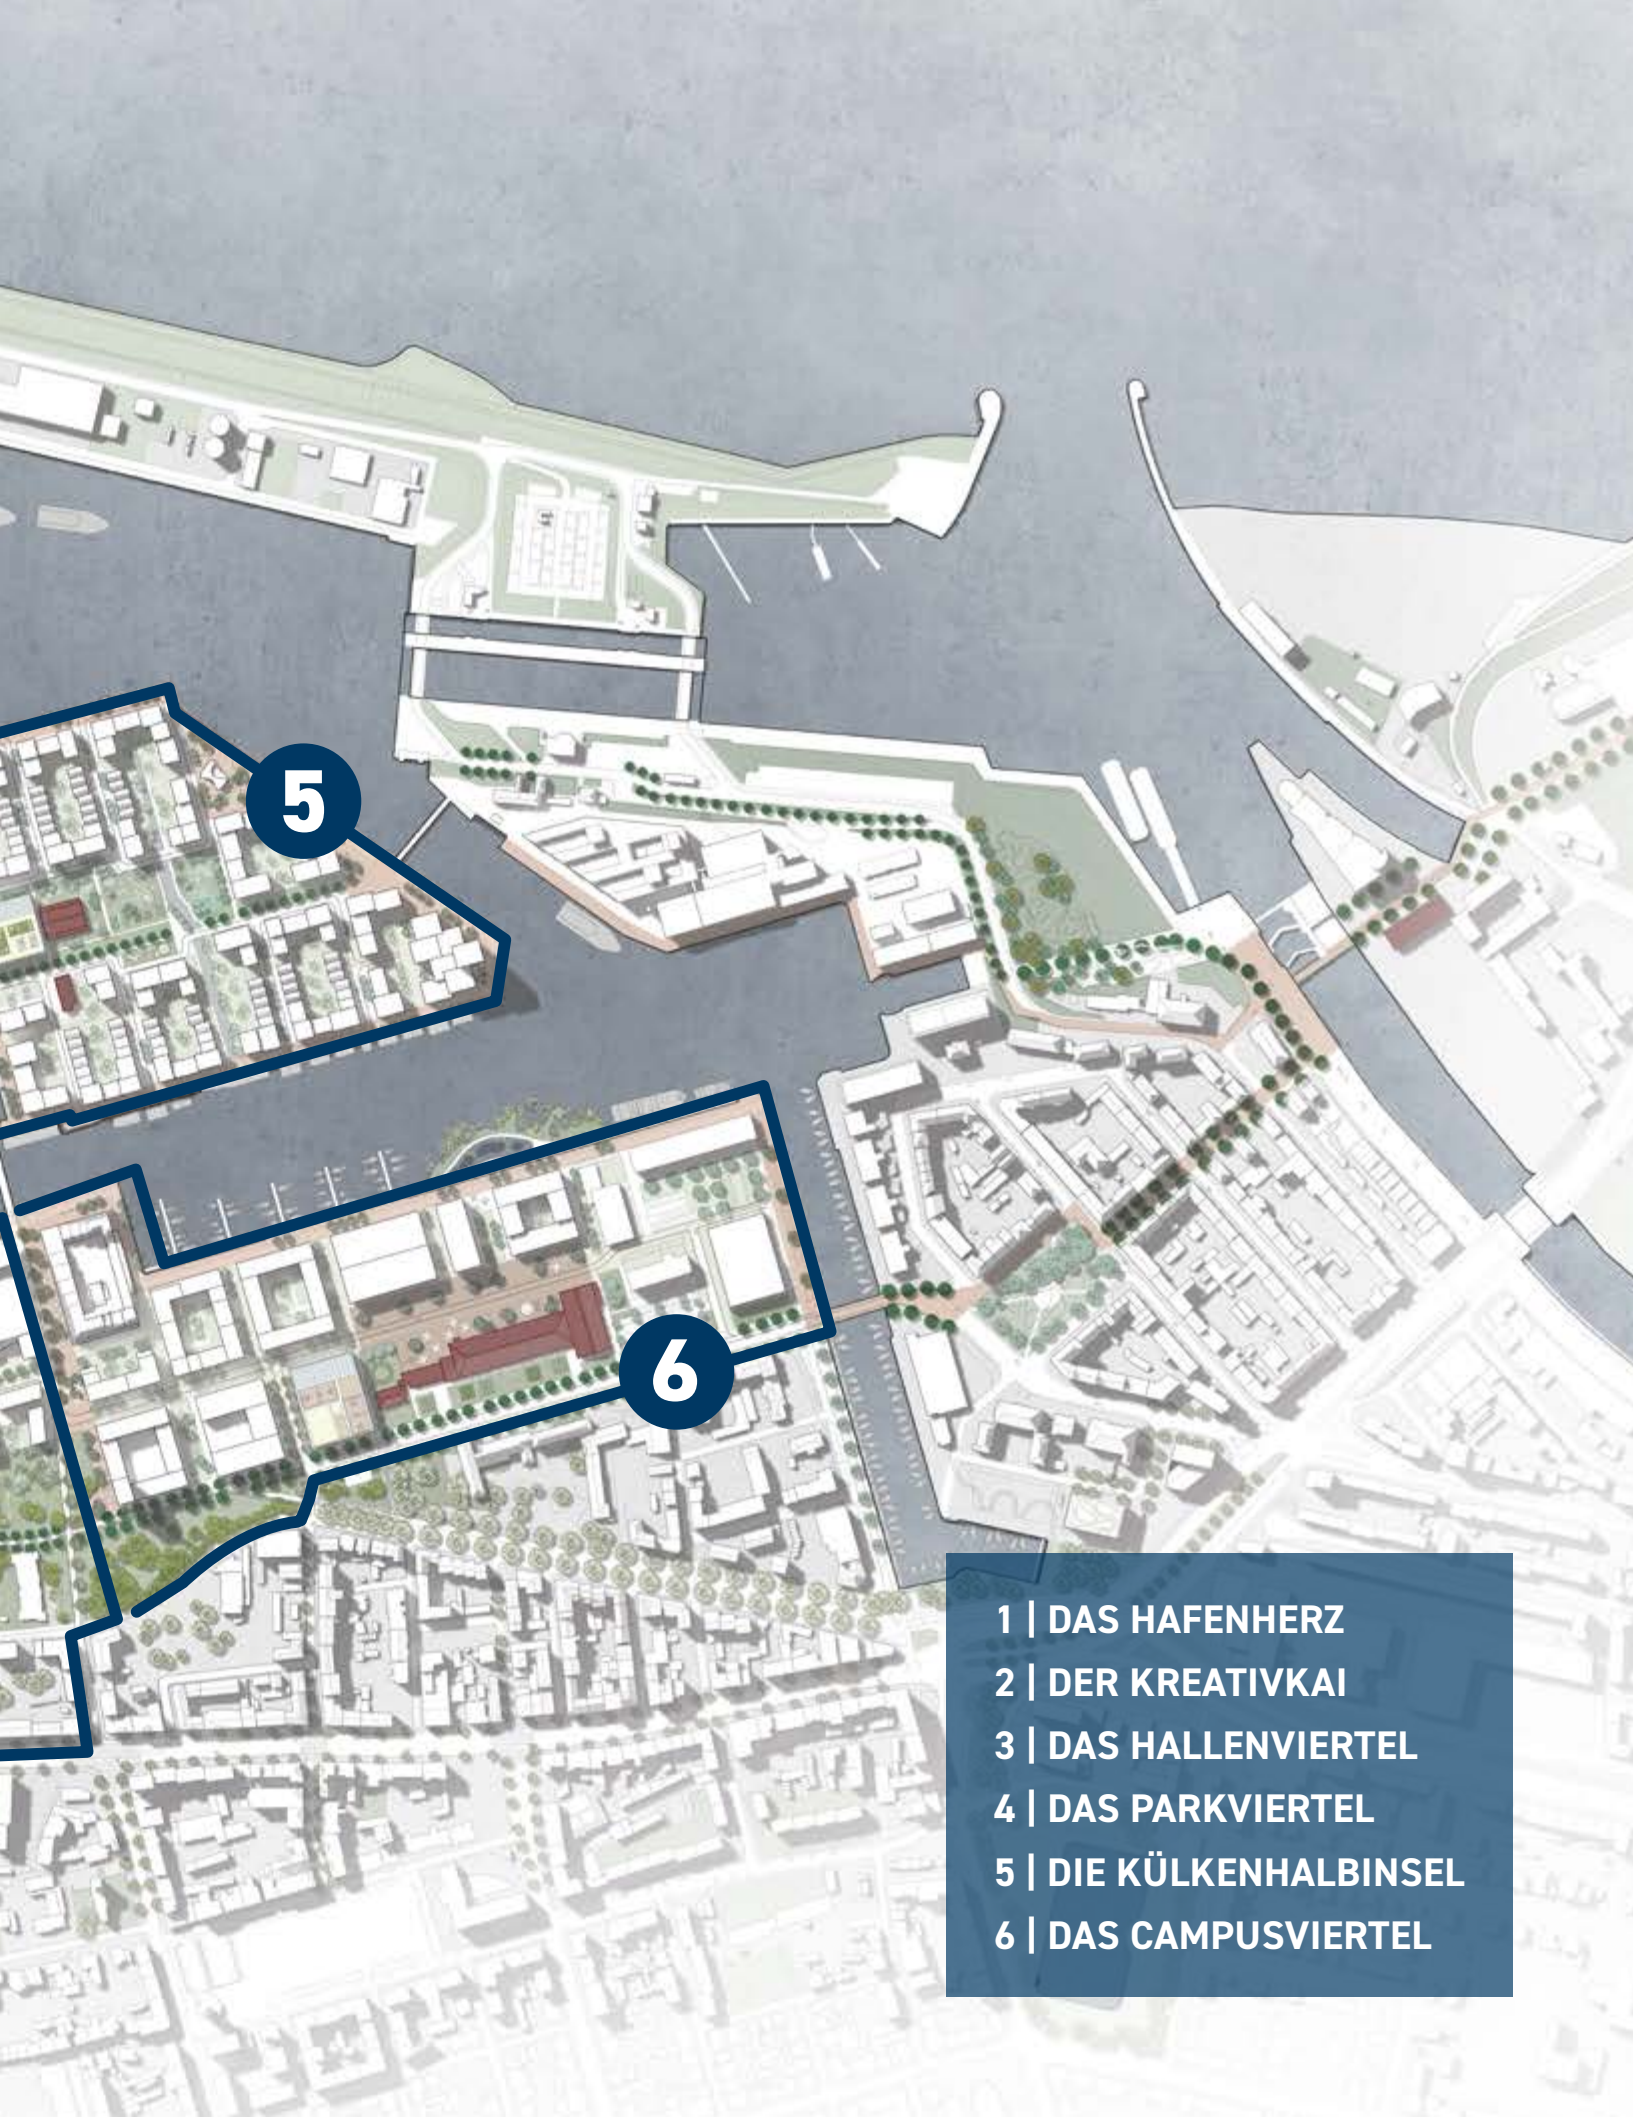 5
6
1 | DAS HAFENHERZ
2 | DER KREATIVKAI
3 | DAS HALLENVIERTEL
4 | DAS PARKVIERTEL
5 | DIE KÜLKENHALBINSEL
6 | DAS CAMPUSVIERTEL